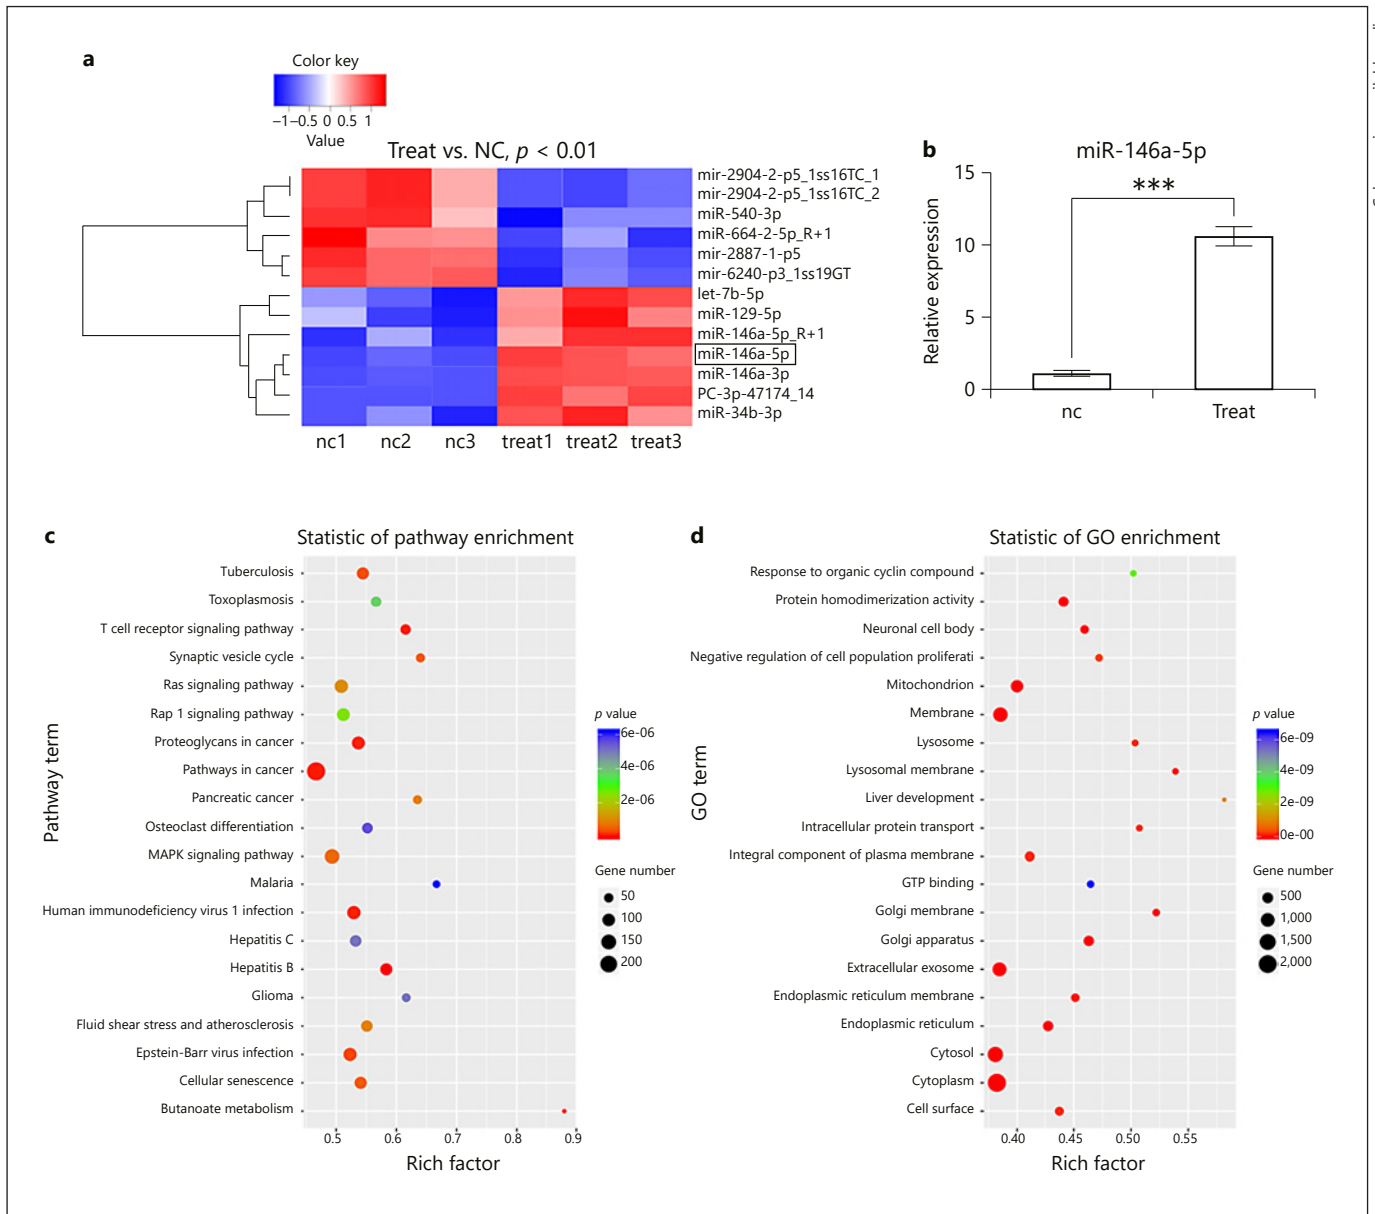 a
Color key
−1 −0.5 0 0.5 1
Value
Treat vs. NC, p < 0.01
mir-2904-2-p5_1ss16TC_1
mir-2904-2-p5_1ss16TC_2
miR-540-3p
miR-664-2-5p_R+1
mir-2887-1-p5
mir-6240-p3_1ss19GT
let-7b-5p
miR-129-5p
miR-146a-5p_R+1
miR-146a-5p
miR-146a-3p
PC-3p-47174_14
miR-34b-3p
nc1 nc2 nc3 treat1 treat2 treat3
b
miR-146a-5p
***
Relative expression
15
10
5
0
nc Treat
c
Statistic of pathway enrichment
Pathway term
Tuberculosis
Toxoplasmosis
T cell receptor signaling pathway
Synaptic vesicle cycle
Ras signaling pathway
Rap 1 signaling pathway
Proteoglycans in cancer
Pathways in cancer
Pancreatic cancer
Osteoclast differentiation
MAPK signaling pathway
Malaria
Human immunodeficiency virus 1 infection
Hepatitis C
Hepatitis B
Glioma
Fluid shear stress and atherosclerosis
Epstein-Barr virus infection
Cellular senescence
Butanoate metabolism
0.5 0.6 0.7 0.8 0.9
Rich factor
p value
6e-06
4e-06
2e-06
Gene number
50
100
150
200
d
Statistic of GO enrichment
GO term
Response to organic cyclin compound
Protein homodimerization activity
Neuronal cell body
Negative regulation of cell population proliferati
Mitochondrion
Membrane
Lysosome
Lysosomal membrane
Liver development
Intracellular protein transport
Integral component of plasma membrane
GTP binding
Golgi membrane
Golgi apparatus
Extracellular exosome
Endoplasmic reticulum membrane
Endoplasmic reticulum
Cytosol
Cytoplasm
Cell surface
0.40 0.45 0.50 0.55
Rich factor
p value
6e-09
4e-09
2e-09
0e-00
Gene number
500
1,000
1,500
2,000